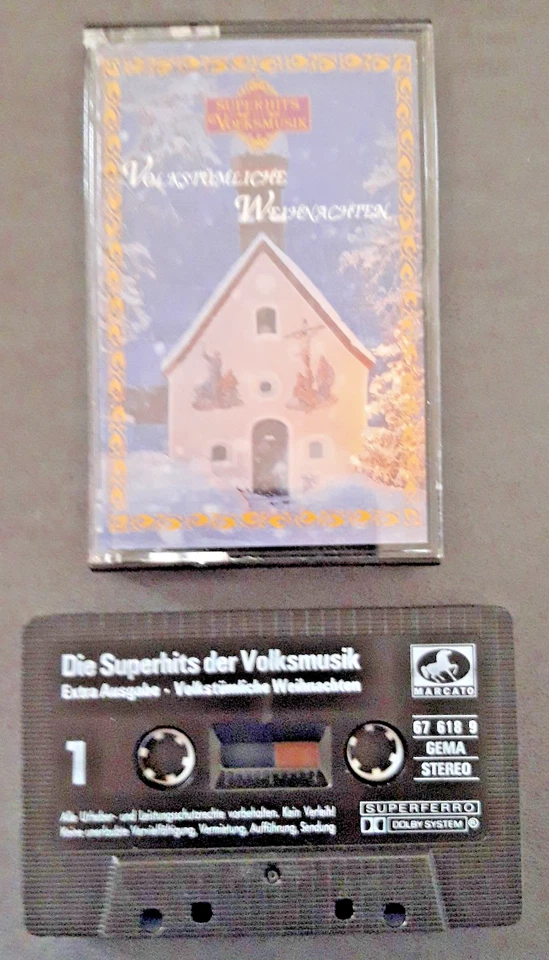 SUPERHITS
VOLKSMUSIK
VOLKSTÜMLICHE
WEIHNACHTEN
Die Superhits der Volksmusik
Extra Ausgabe • Volkstümliche Weihnachten
MARCATO
67 618 9
GEMA
STEREO
1
Alle Urheber- und Leistungsschutzrechte vorbehalten. Kein Verleih!
Keine unerlaubte Vervielfältigung, Vermietung, Aufführung, Sendung
SUPERFERRO
DOLBY SYSTEM ®